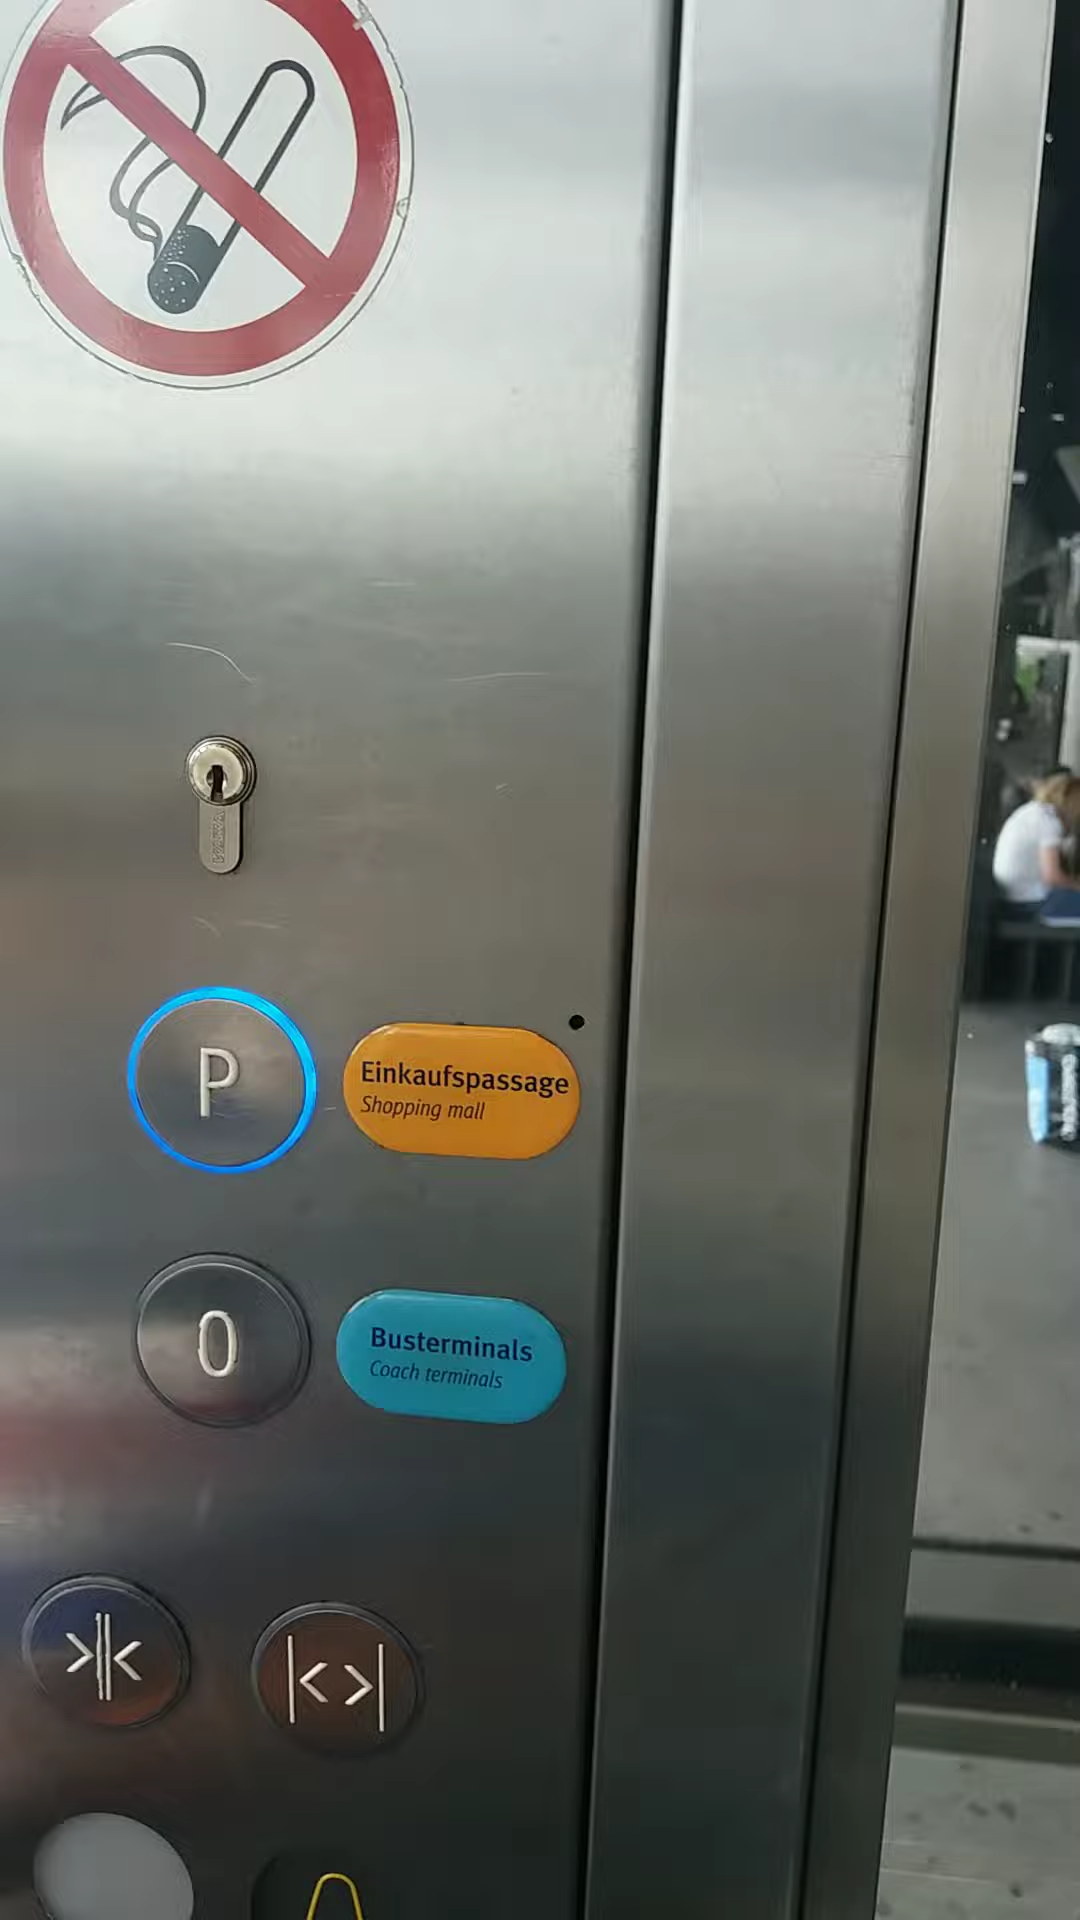 P
Einkaufspassage
Shopping mall
0
Busterminals
Coach terminals
>||<
|<>|